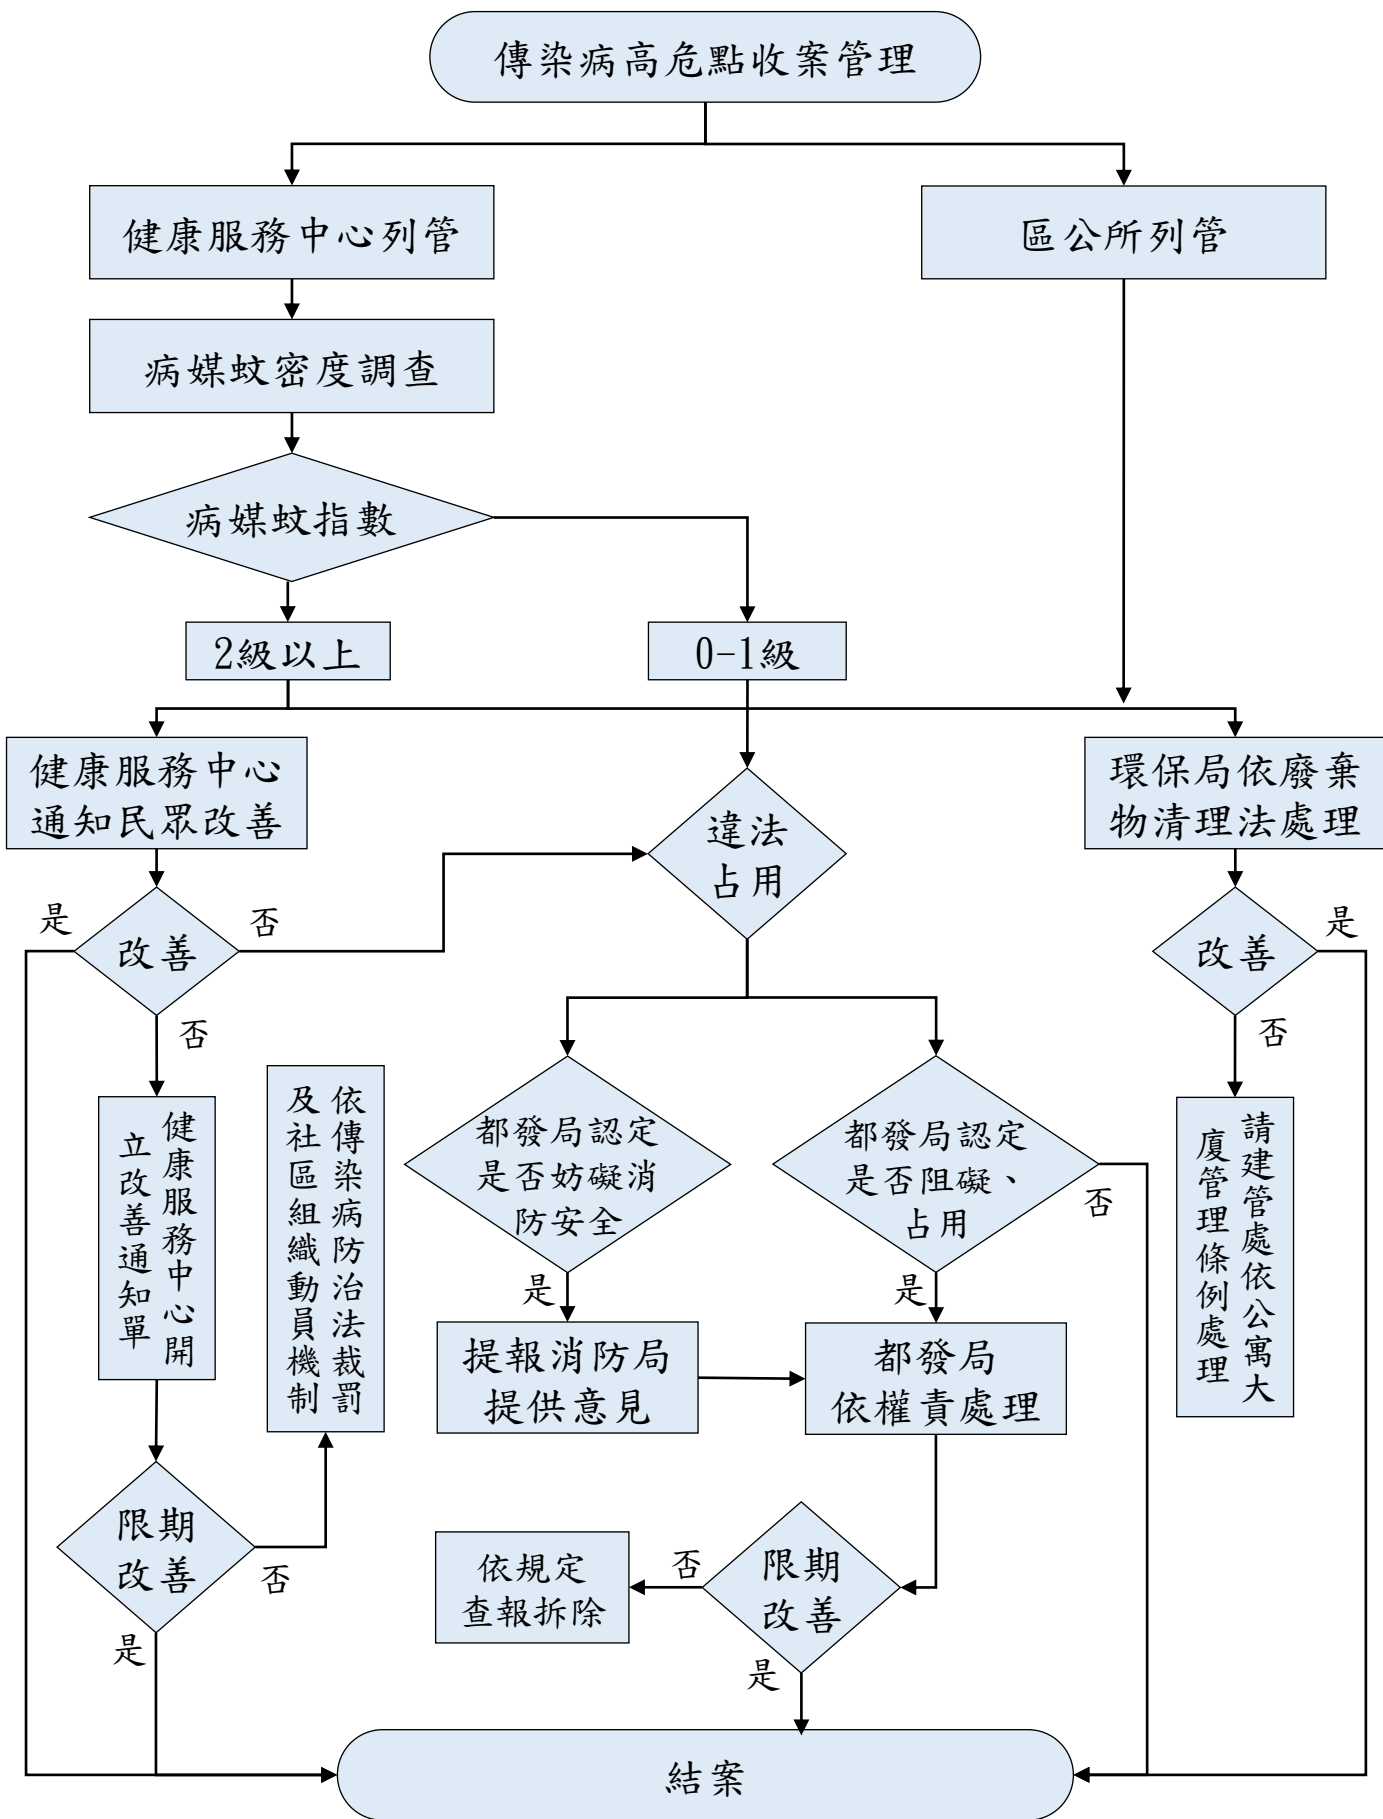 傳染病高危點收案管理
健康服務中心列管
區公所列管
病媒蚊密度調查
病媒蚊指數
2級以上
0-1級
健康服務中心
通知民眾改善
違法
占用
環保局依廢棄
物清理法處理
是
改善
否
改善
是
否
否
健康服務中心開
立改善通知單
依傳染病防治法裁罰
及社區組織動員機制
都發局認定
是否妨礙消
防安全
都發局認定
是否阻礙、
占用
否
請建管處依公寓大
廈管理條例處理
是
是
提報消防局
提供意見
都發局
依權責處理
限期
改善
否
是
依規定
查報拆除
否
限期
改善
是
結案